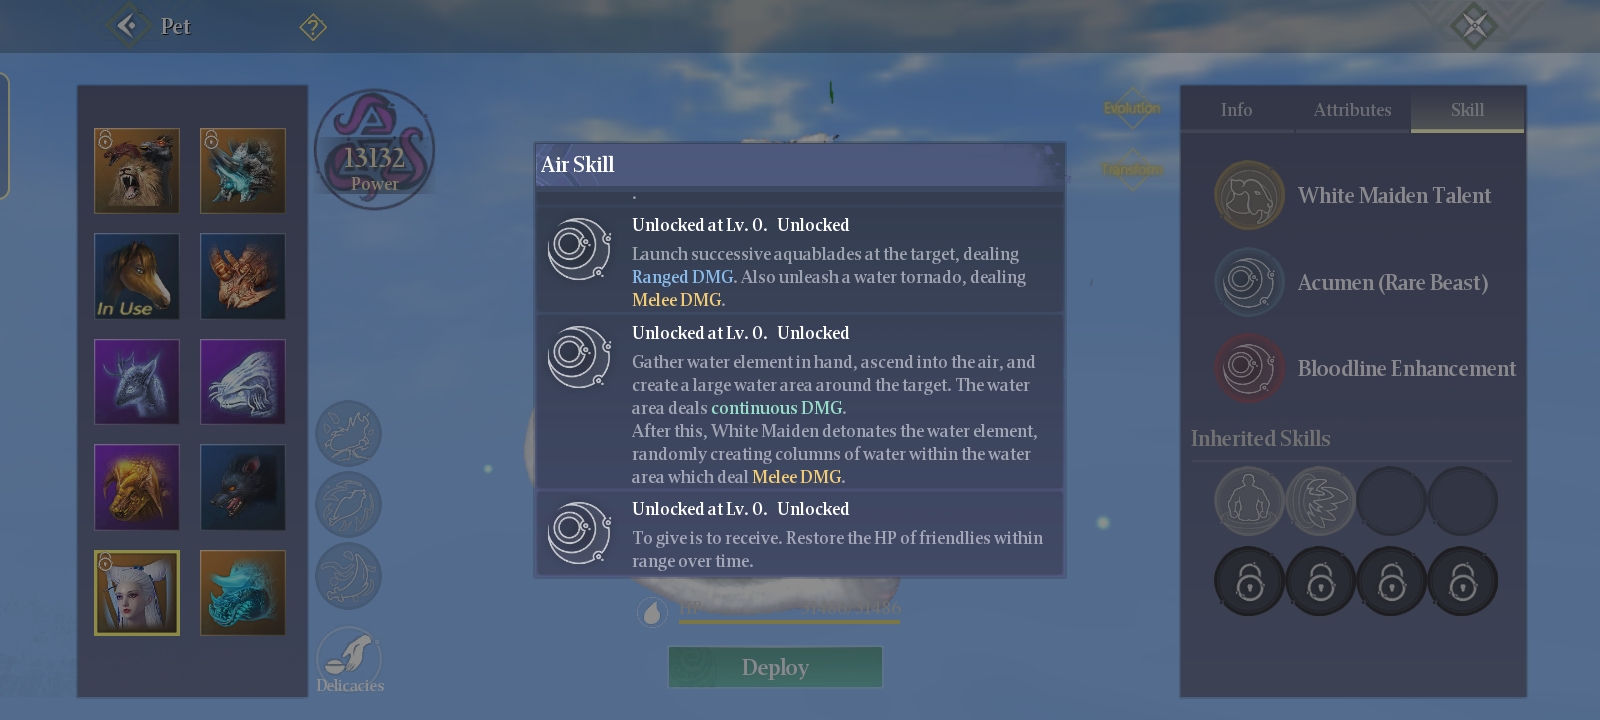 Pet
?
13132
Power
In Use
Delicacies
Evolution
Transform
Air Skill
.
Unlocked at Lv. 0. Unlocked
Launch successive aquablades at the target, dealing
Ranged DMG. Also unleash a water tornado, dealing
Melee DMG.
Unlocked at Lv. 0. Unlocked
Gather water element in hand, ascend into the air, and
create a large water area around the target. The water
area deals continuous DMG.
After this, White Maiden detonates the water element,
randomly creating columns of water within the water
area which deal Melee DMG.
Unlocked at Lv. 0. Unlocked
To give is to receive. Restore the HP of friendlies within
range over time.
HP
Deploy
Info Attributes Skill
White Maiden Talent
Acumen (Rare Beast)
Bloodline Enhancement
Inherited Skills